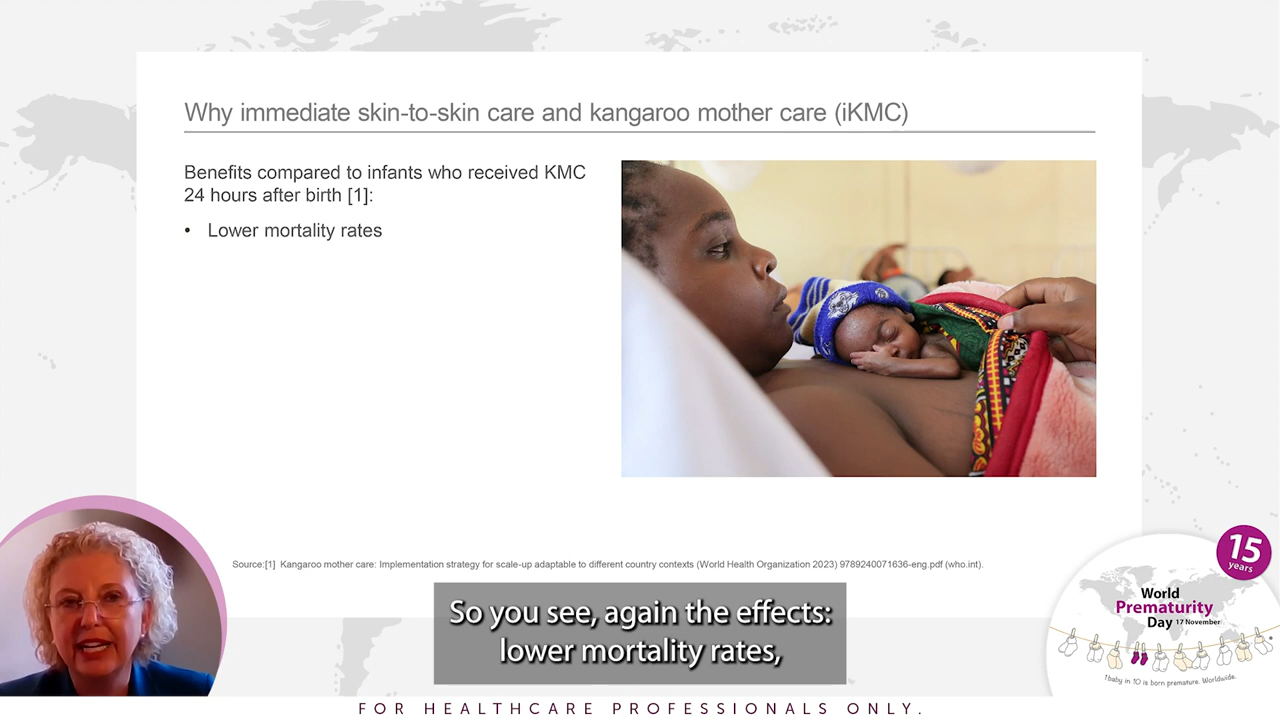 Why immediate skin-to-skin care and kangaroo mother care (iKMC)
Benefits compared to infants who received KMC
24 hours after birth [1]:
• Lower mortality rates
Source:[1] Kangaroo mother care: Implementation strategy for scale-up adaptable to different country contexts (World Health Organization 2023) 9789240071636-eng.pdf (who.int).
So you see, again the effects:
lower mortality rates,
15
years
World
Prematurity
Day 17 November
1 baby in 10 is born premature. Worldwide.
FOR HEALTHCARE PROFESSIONALS ONLY.